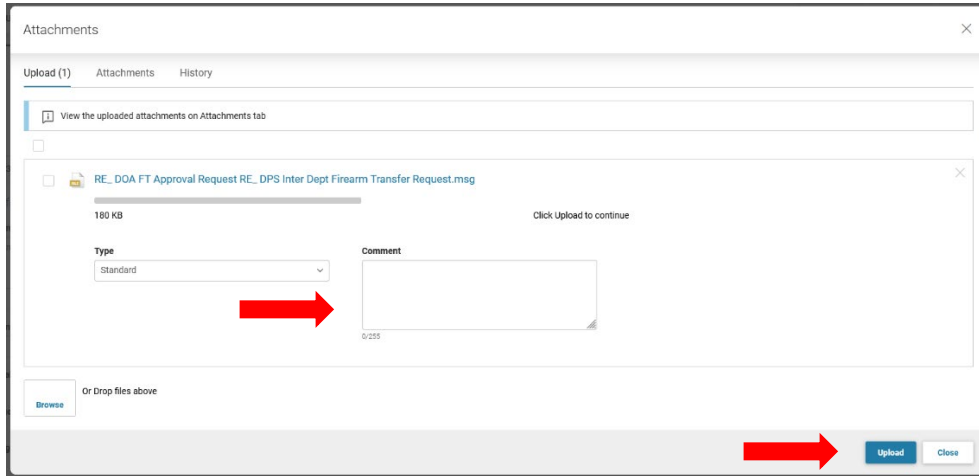 Attachments
Upload (1) Attachments History
View the uploaded attachments on Attachments tab
RE_ DOA FT Approval Request RE_ DPS Inter Dept Firearm Transfer Request.msg
180 KB Click Upload to continue
Type Comment
Standard
0/255
Or Drop files above
Browse
Upload Close